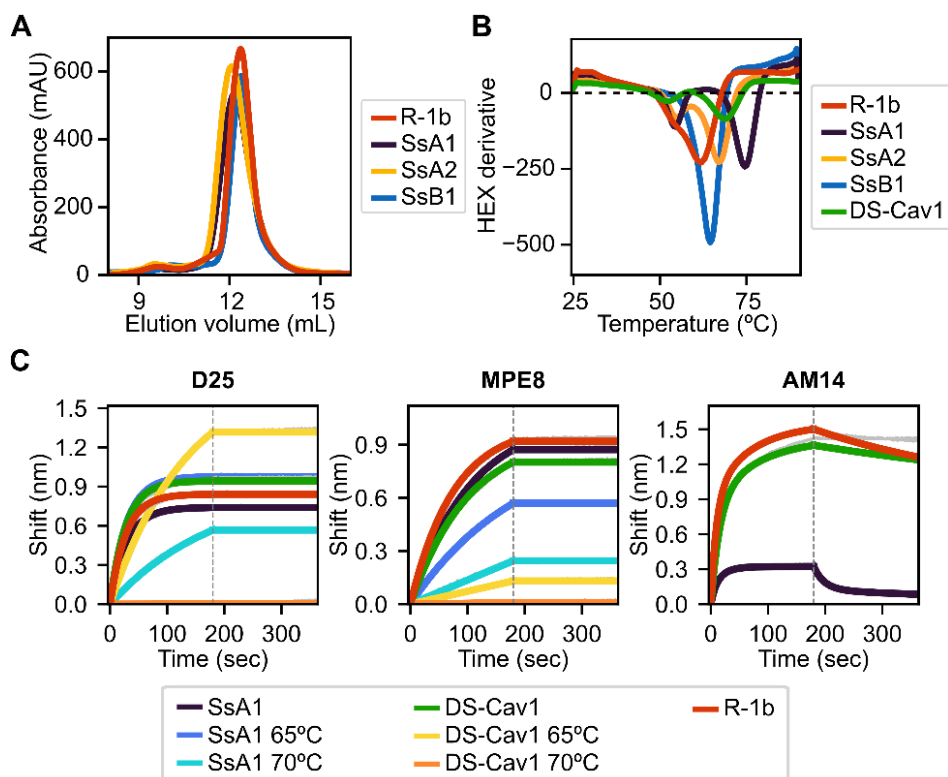 A
Absorbance (mAU)
600
400
200
0
9
12
15
Elution volume (mL)
R-1b
SsA1
SsA2
SsB1
B
HEX derivative
0
−250
−500
25
50
75
Temperature (ºC)
R-1b
SsA1
SsA2
SsB1
DS-Cav1
C
D25
Shift (nm)
1.5
1.2
0.9
0.6
0.3
0.0
0
100
200
300
Time (sec)
MPE8
Shift (nm)
0.9
0.6
0.3
0.0
0
100
200
300
Time (sec)
AM14
Shift (nm)
1.5
1.2
0.9
0.6
0.3
0.0
0
100
200
300
Time (sec)
SsA1
SsA1 65ºC
SsA1 70ºC
DS-Cav1
DS-Cav1 65ºC
DS-Cav1 70ºC
R-1b